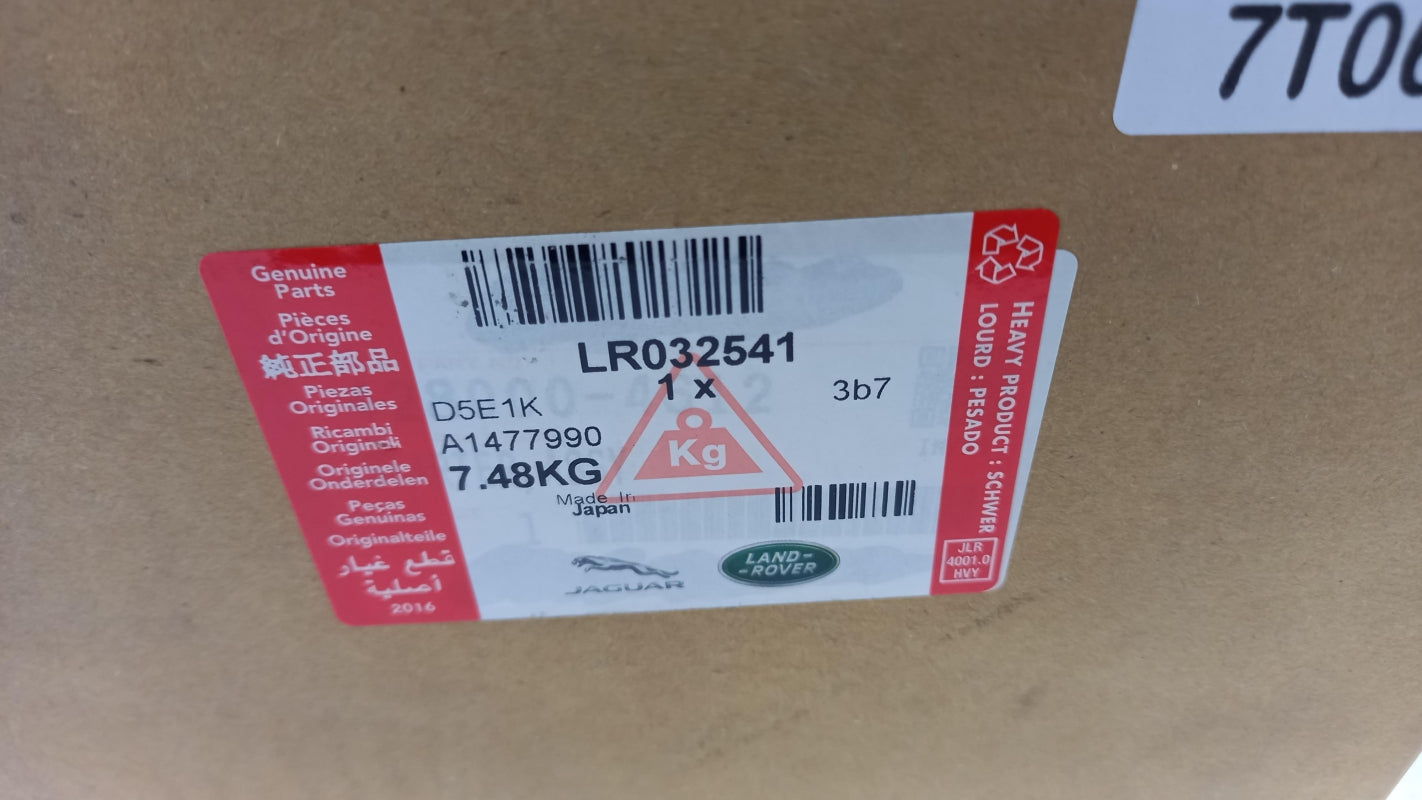 7T06
Genuine
Parts
Pièces
d'Origine
純正部品
Piezas
Originales
Ricambi
Originali
Originele
Onderdelen
Peças
Genuinas
Originalteile
قطع غيار
أصلية
2016
LR032541
1 x
3b7
D5E1K
A1477990
7.48KG
Kg
Made In
Japan
JAGUAR
LAND-
-ROVER
HEAVY PRODUCT : SCHWER
LOURD : PESADO
JLR
4001.0
HVY